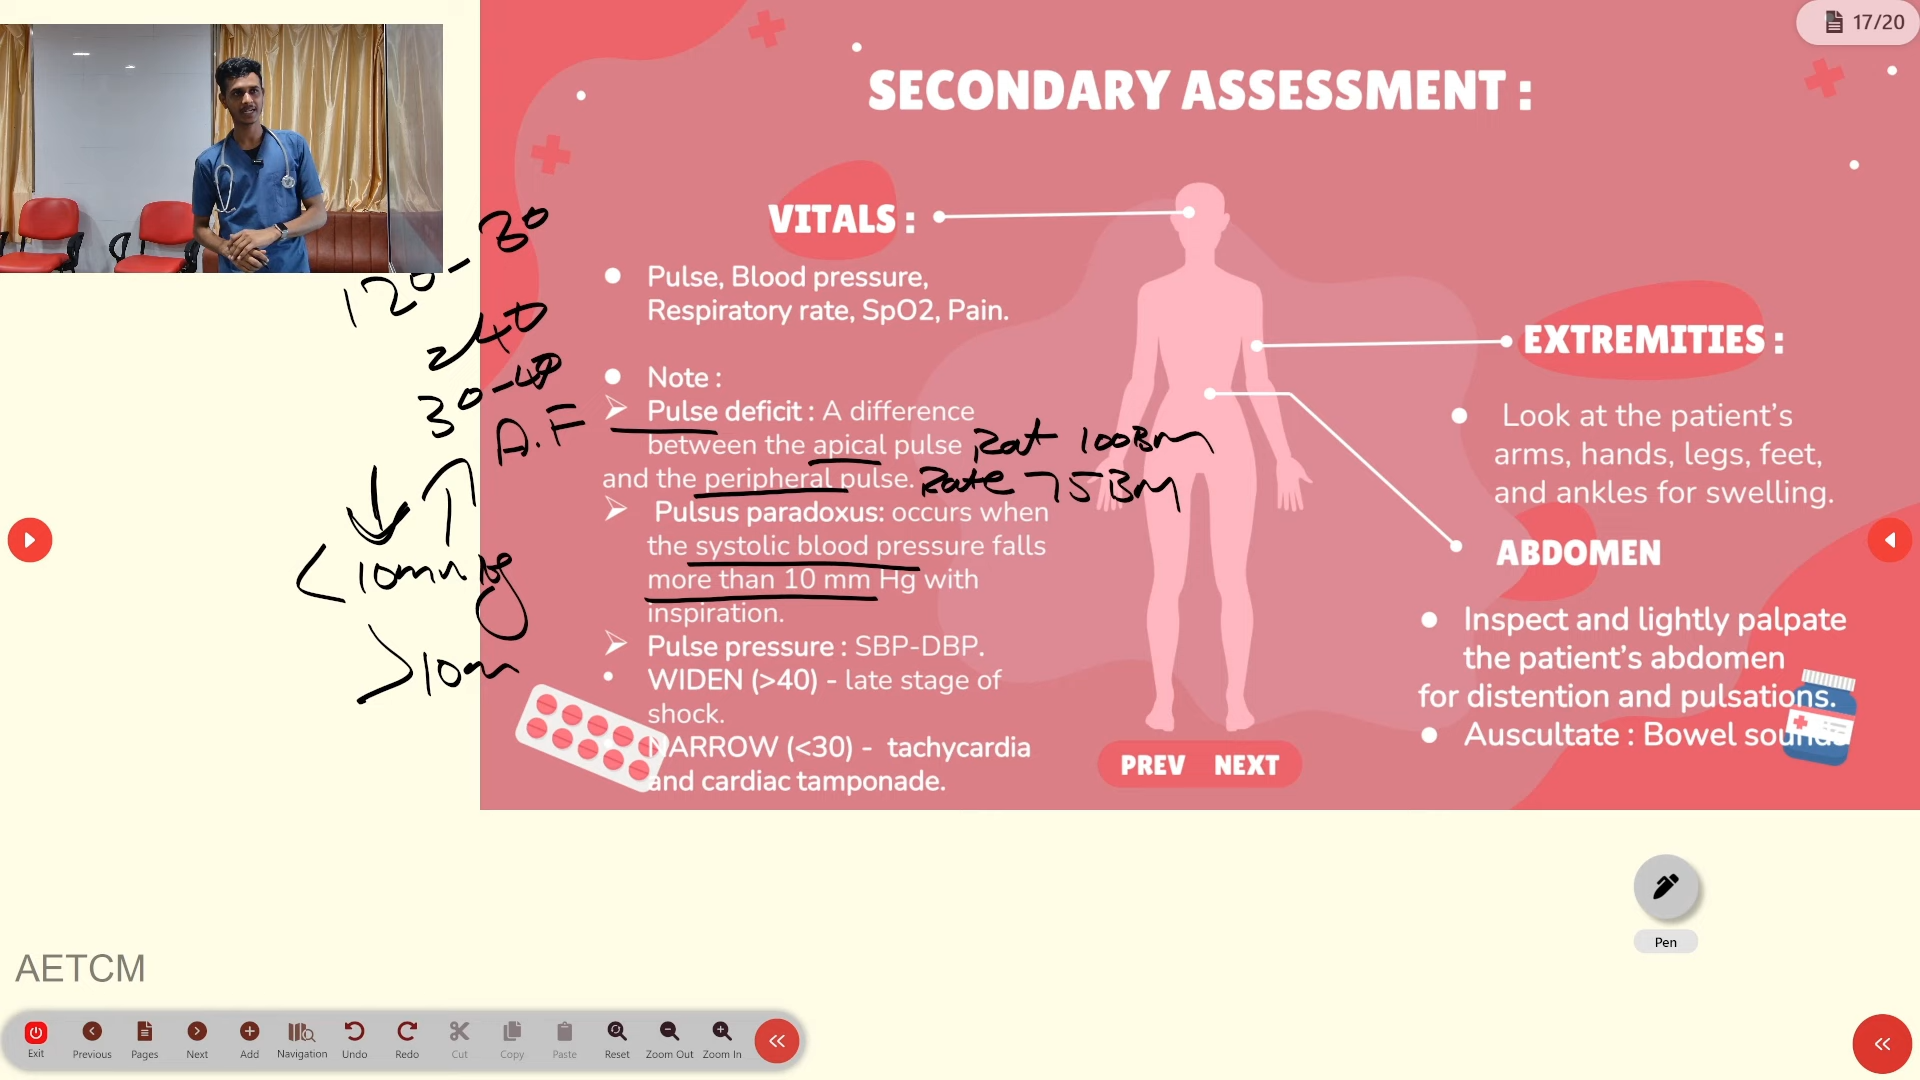 17/20
SECONDARY ASSESSMENT :
VITALS :
Pulse, Blood pressure,
Respiratory rate, SpO2, Pain.
Note :
Pulse deficit : A difference
between the apical pulse Rat 100BM
and the peripheral pulse. Rate 75BM
Pulsus paradoxus: occurs when
the systolic blood pressure falls
more than 10 mm Hg with
inspiration.
Pulse pressure : SBP-DBP.
WIDEN (>40) - late stage of
shock.
NARROW (<30) - tachycardia
and cardiac tamponade.
120-30
30-40
A.F
↓ ↑
<10mmHg
>10m
EXTREMITIES :
Look at the patient’s
arms, hands, legs, feet,
and ankles for swelling.
ABDOMEN
Inspect and lightly palpate
the patient’s abdomen
for distention and pulsations.
Auscultate : Bowel sounds
PREV NEXT
Pen
AETCM
Exit Previous Pages Next Add Navigation Undo Redo Cut Copy Paste Reset Zoom Out Zoom In